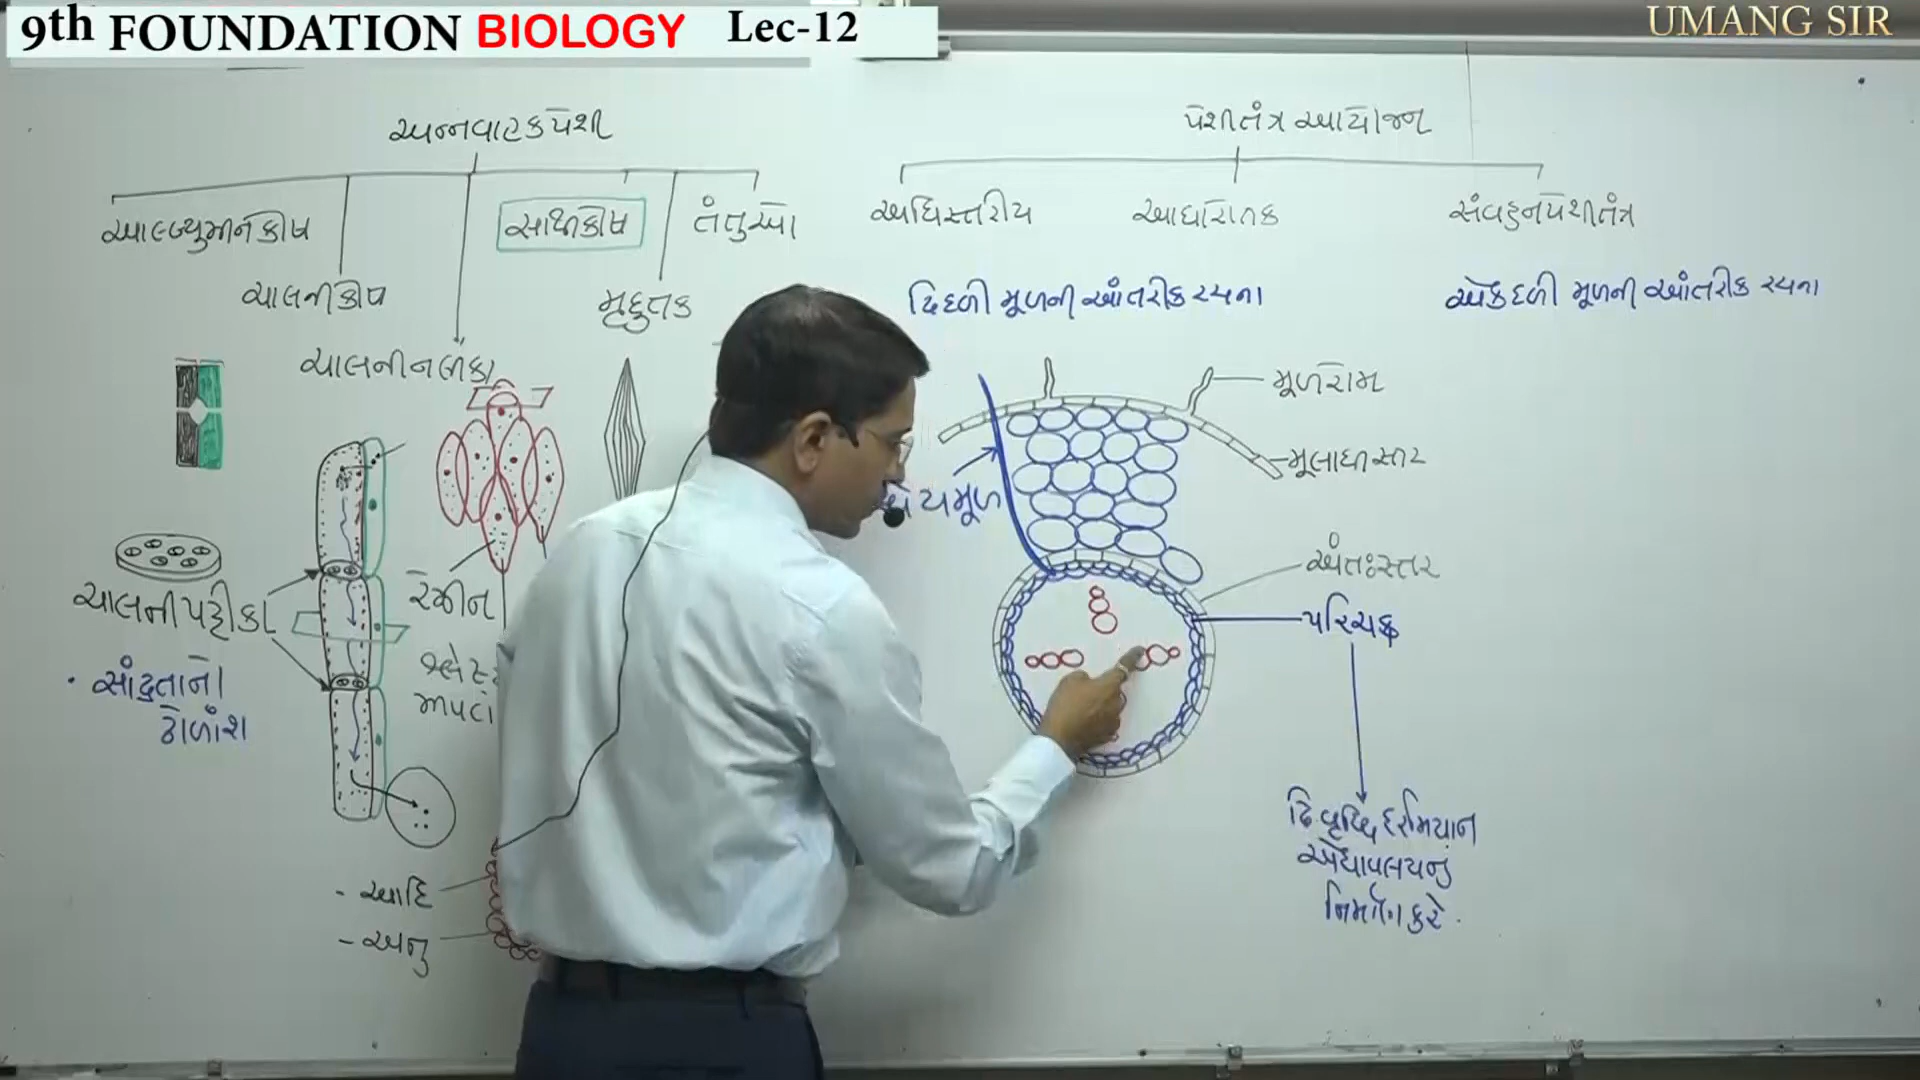 9th FOUNDATION BIOLOGY Lec-12
UMANG SIR
અન્નવાહકપેશી
આલ્બ્યુમીનકોષ
ચાલનીકોષ
ચાલનીનલીકા
સાથીકોષ
મૃદુતક
તંતુઓ
ચાલનીપટ્ટીકા
• સાંદ્રતાનો
ઢોળાંશ
- આદિ
- અનુ
પેશીતંત્ર આયોજન
અધિસ્તરીય
આધારોતક
સંવહનપેશીતંત્ર
દ્વિદળી મૂળની આંતરીક રચના
એકદળી મૂળની આંતરીક રચના
મૂળરોમ
મૂલાધીસ્તર
યમૂળ
અંતઃસ્તર
પરિચક્ર
દ્વિ.વૃધ્ધિ દરમિયાન
એધાવલયનું
નિર્માણ કરે.